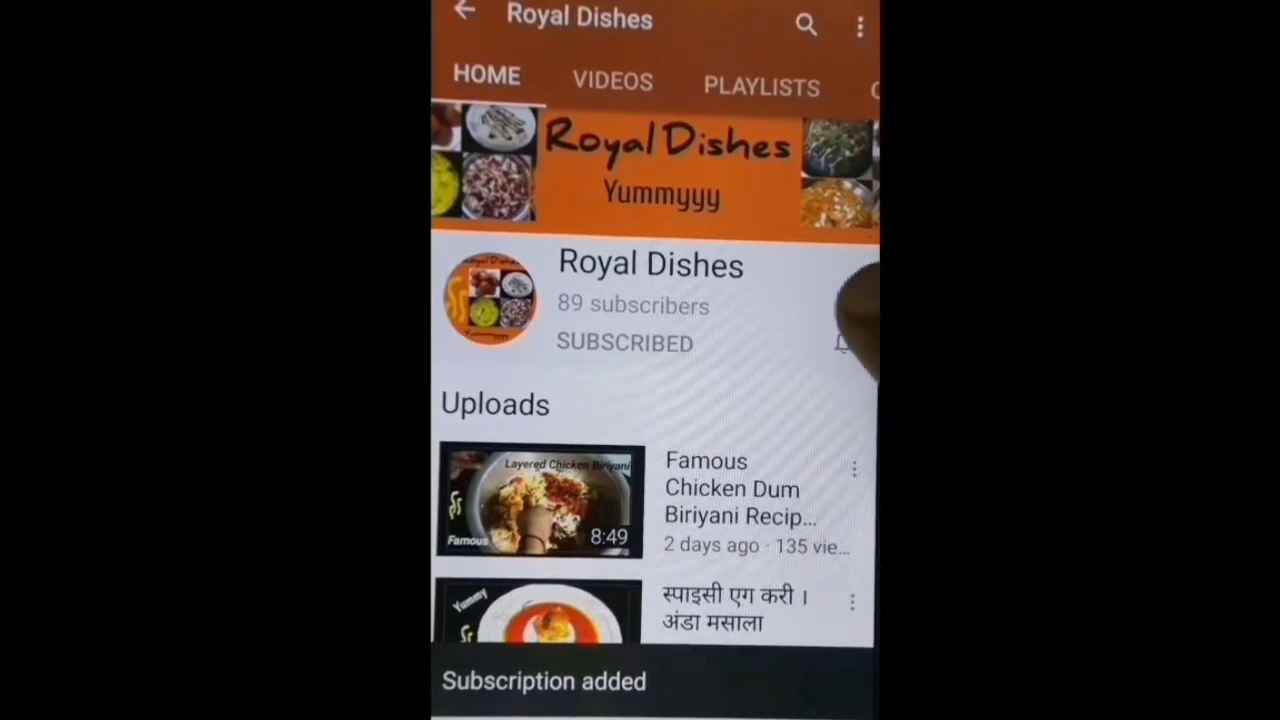 Royal Dishes
HOME VIDEOS PLAYLISTS
Royal Dishes
Yummyyy
Royal Dishes
89 subscribers
SUBSCRIBED
Uploads
Layered Chicken Biriyani
Famous
8:49
Famous
Chicken Dum
Biriyani Recip...
2 days ago · 135 vie...
Yummy
स्पाइसी एग करी ।
अंडा मसाला
Subscription added